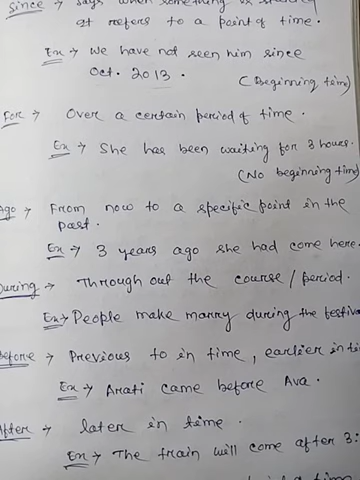 Since → Says when something is started
It refers to a point of time.
Ex → We have not seen him since
Oct. 2013. (Beginning time)
For → Over a certain period of time.
Ex → She has been waiting for 3 hours.
(No beginning time)
Ago → From now to a specific point in the
past.
Ex → 3 years ago she had come here.
During → Through out the course/period.
Ex → People make marry during the festiva
Before → Previous to in time, earlier in ti
Ex → Arati came before Ava.
After → later in time.
Ex → The train will come after 3:
time